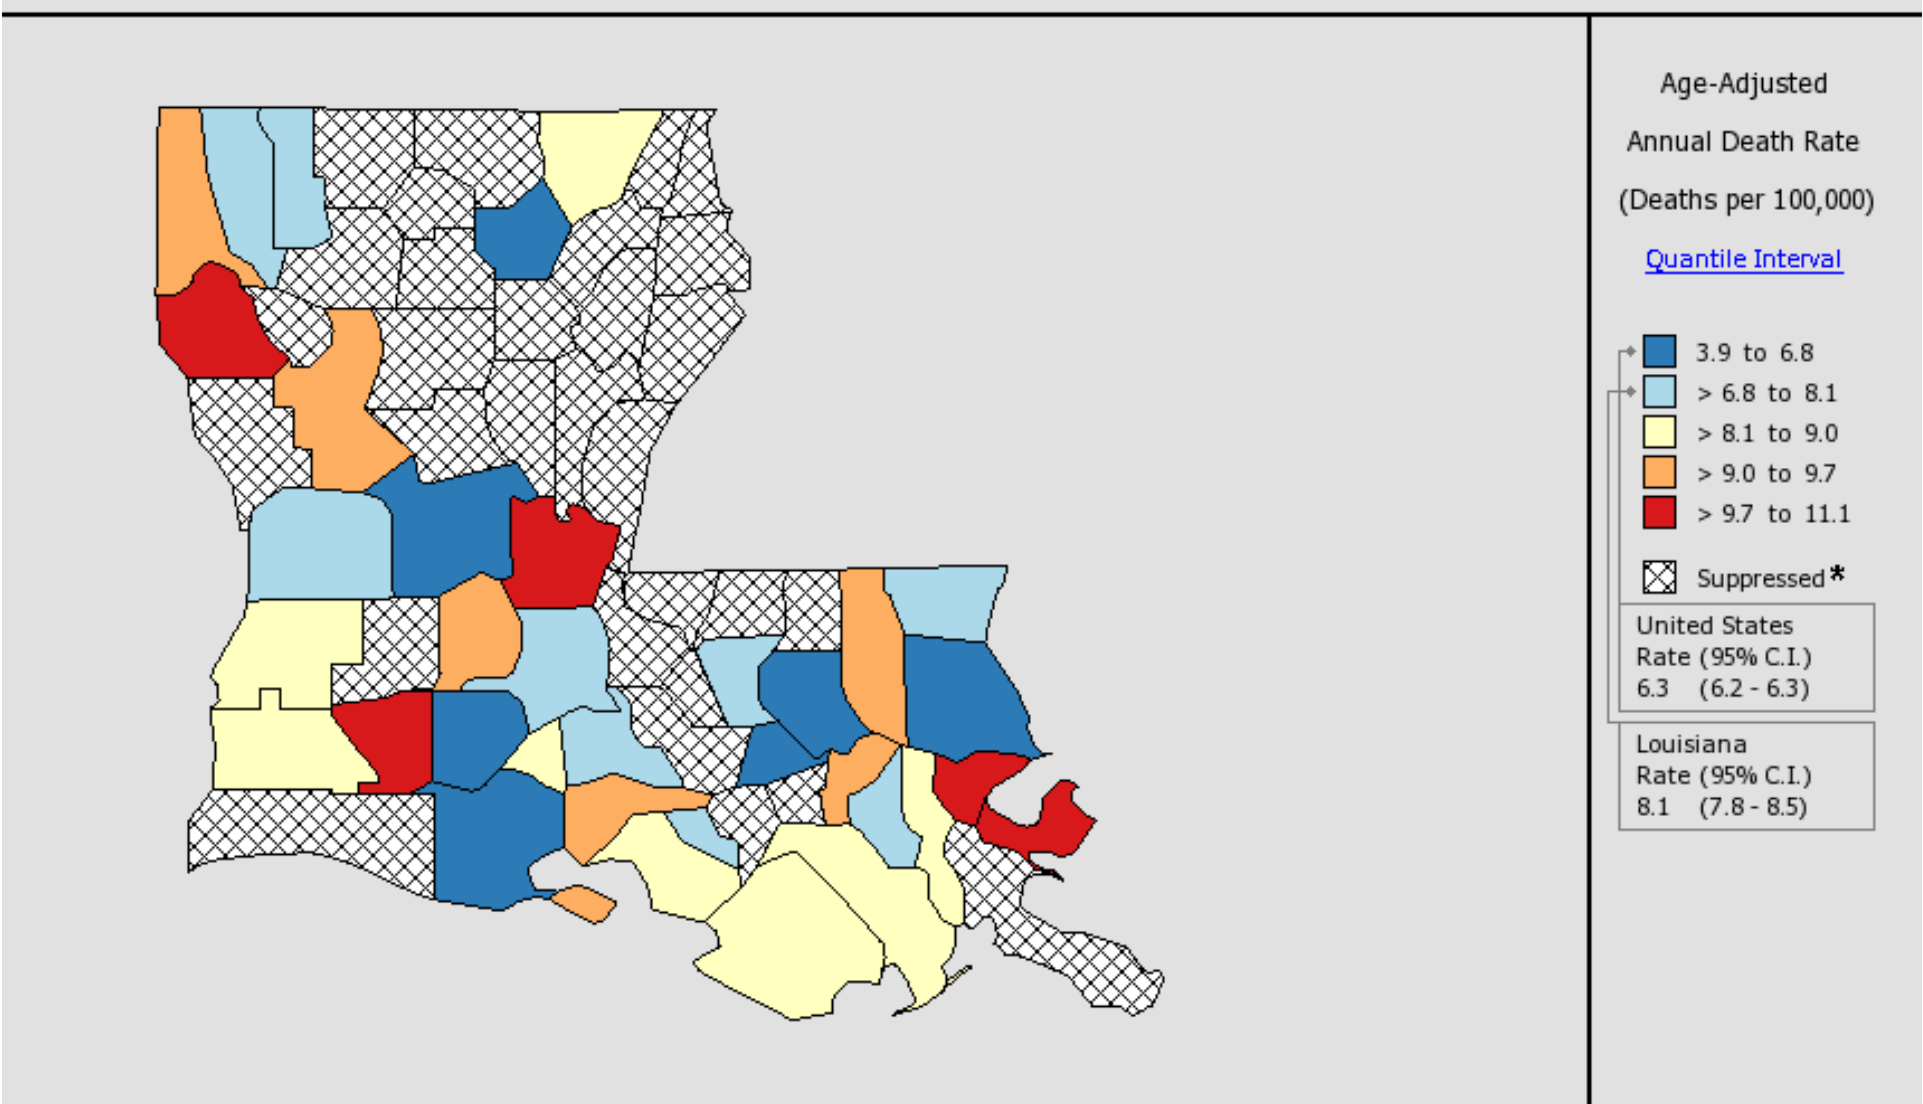 Age-Adjusted
Annual Death Rate
(Deaths per 100,000)
Quantile Interval
3.9 to 6.8
> 6.8 to 8.1
> 8.1 to 9.0
> 9.0 to 9.7
> 9.7 to 11.1
Suppressed*
United States
Rate (95% C.I.)
6.3 (6.2 - 6.3)
Louisiana
Rate (95% C.I.)
8.1 (7.8 - 8.5)